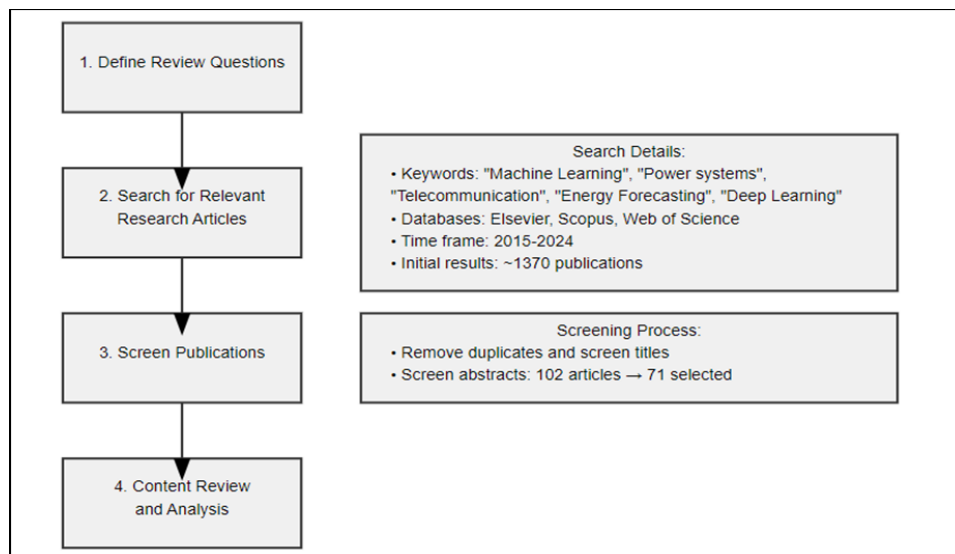 1. Define Review Questions
2. Search for Relevant
Research Articles
Search Details:
• Keywords: "Machine Learning", "Power systems",
"Telecommunication", "Energy Forecasting", "Deep Learning"
• Databases: Elsevier, Scopus, Web of Science
• Time frame: 2015-2024
• Initial results: ~1370 publications
3. Screen Publications
Screening Process:
• Remove duplicates and screen titles
• Screen abstracts: 102 articles → 71 selected
4. Content Review
and Analysis